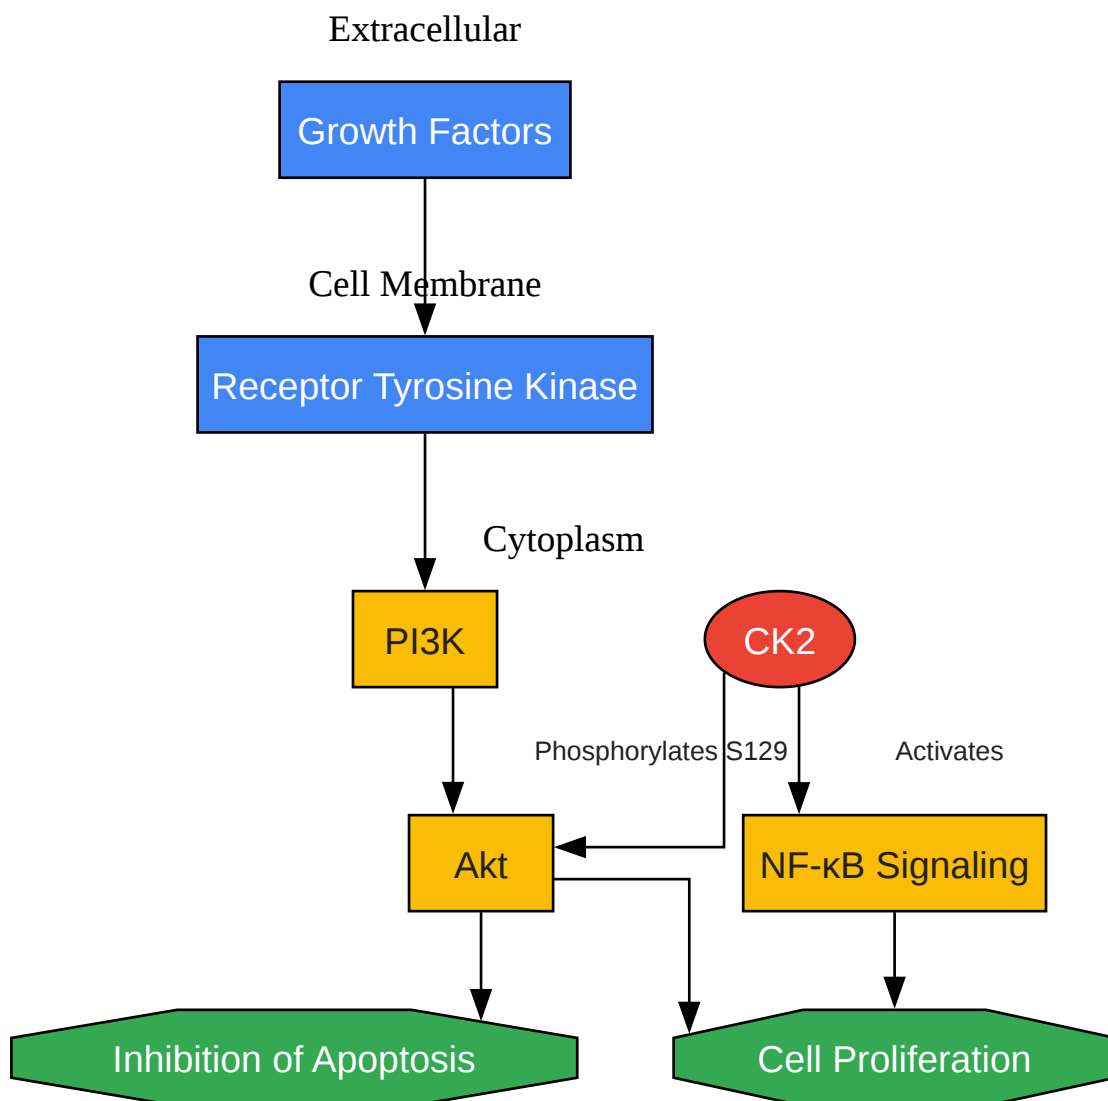 Extracellular
Growth Factors
Cell Membrane
Receptor Tyrosine Kinase
Cytoplasm
PI3K
CK2
Phosphorylates S129
Activates
Akt
NF-κB Signaling
Inhibition of Apoptosis
Cell Proliferation